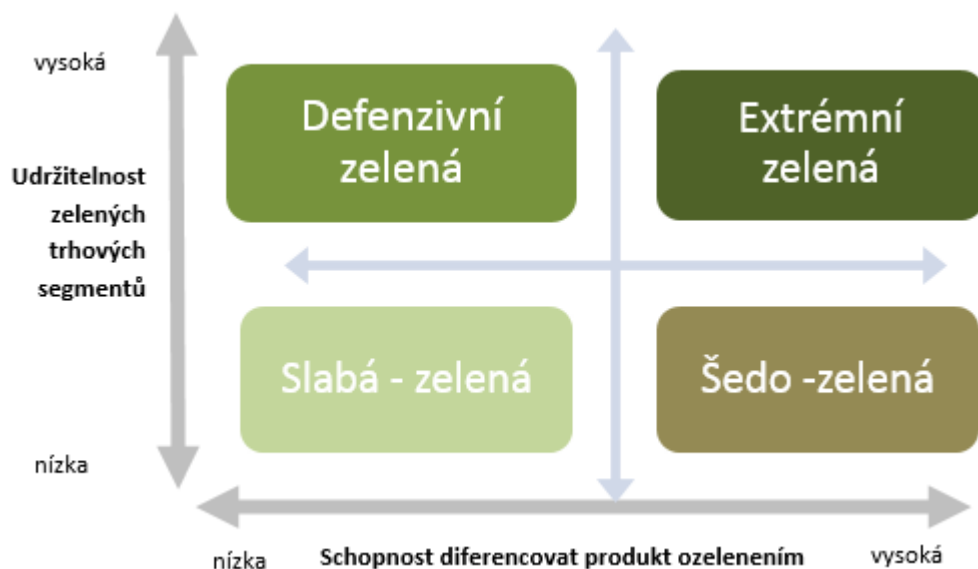 vysoká
Defenzivní
zelená
Extrémní
zelená
Udržitelnost
zelených
trhových
segmentů
Slabá - zelená
Šedo -zelená
nízka
nízka
Schopnost diferencovat produkt ozelenením
vysoká